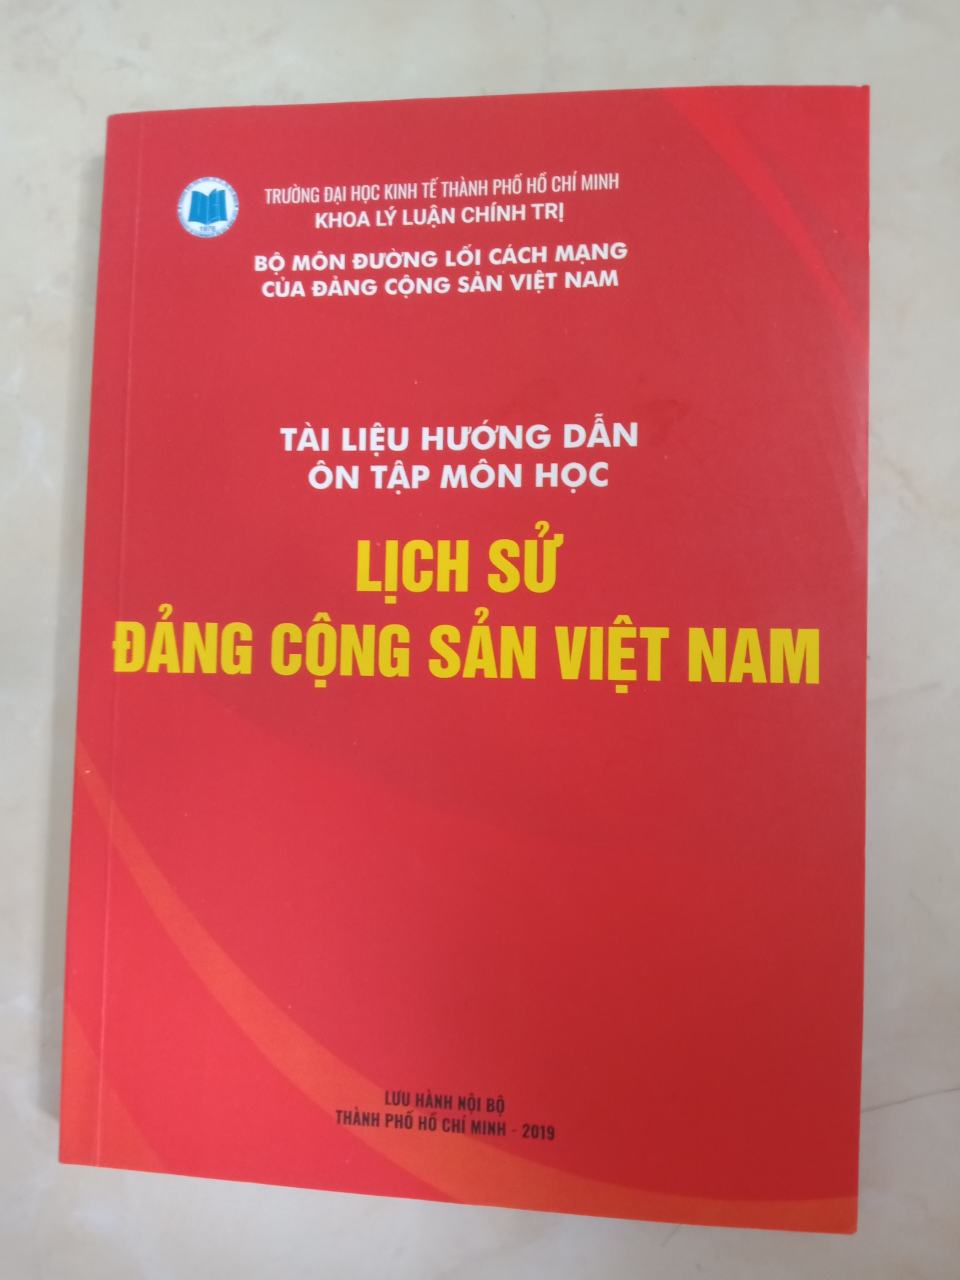 TRƯỜNG ĐẠI HỌC KINH TẾ THÀNH PHỐ HỒ CHÍ MINH
KHOA LÝ LUẬN CHÍNH TRỊ
BỘ MÔN ĐƯỜNG LỐI CÁCH MẠNG
CỦA ĐẢNG CỘNG SẢN VIỆT NAM
1976
TÀI LIỆU HƯỚNG DẪN
ÔN TẬP MÔN HỌC
LỊCH SỬ
ĐẢNG CỘNG SẢN VIỆT NAM
LƯU HÀNH NỘI BỘ
THÀNH PHỐ HỒ CHÍ MINH - 2019